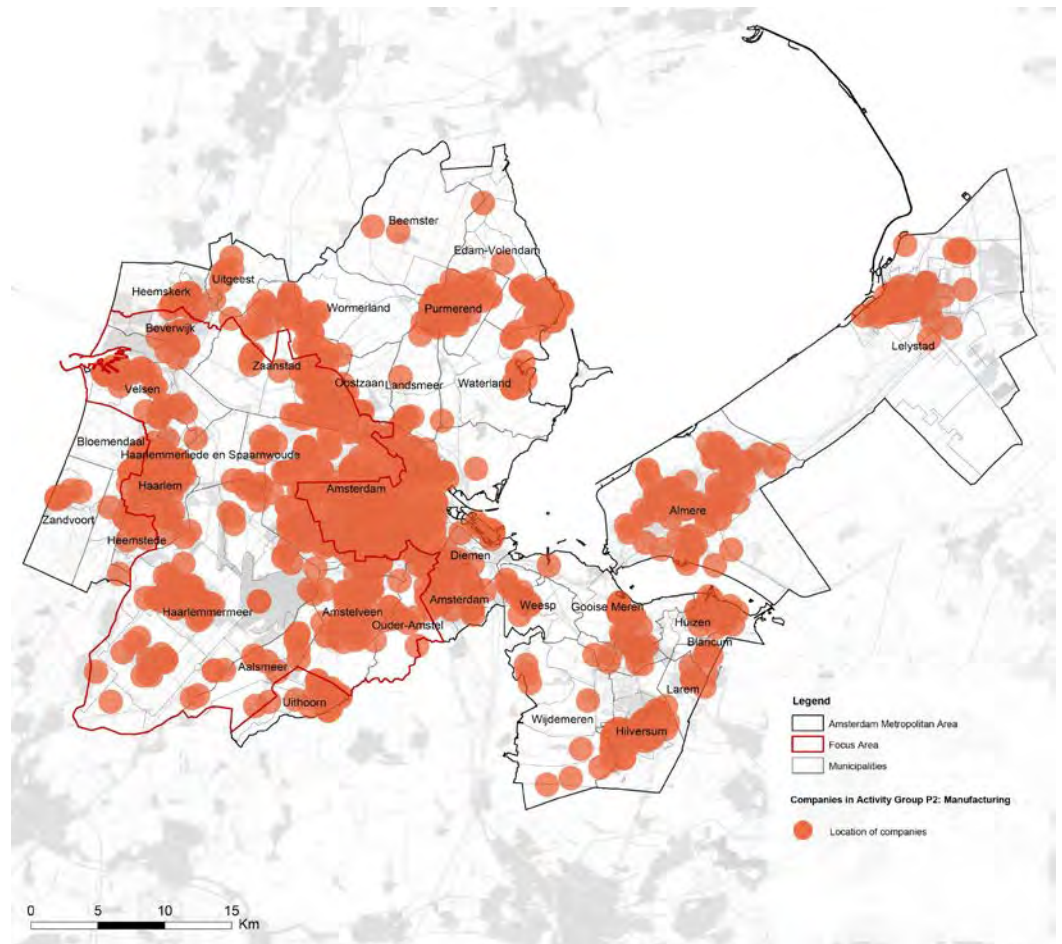 Beemster
Edam-Volendam
Uitgeest
Heemskerk
Wormerland
Purmerend
Beverwijk
Lelystad
Zaanstad
Oostzaan
Landsmeer
Waterland
Velsen
Bloemendaal
Haarlemmerliede en Spaarnwoude
Haarlem
Amsterdam
Almere
Zandvoort
Heemstede
Diemen
Amsterdam
Weesp
Gooise Meren
Haarlemmermeer
Amstelveen
Huizen
Ouder-Amstel
Blaricum
Aalsmeer
Larem
Uithoorn
Wijdemeren
Hilversum
Legend
Amsterdam Metropolitan Area
Focus Area
Municipalities
Companies in Activity Group P2: Manufacturing
Location of companies
0 5 10 15
Km